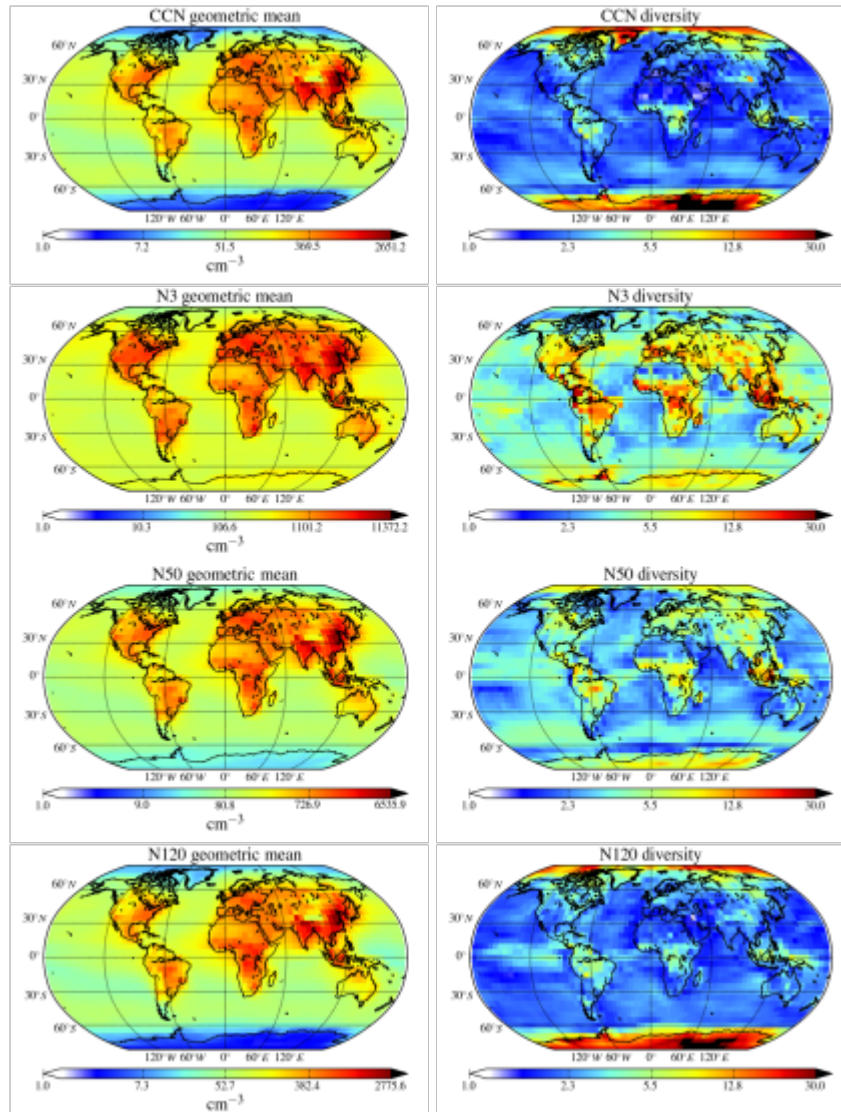 CCN geometric mean
60°N
30°N
0°
30°S
60°S
120°W 60°W 0° 60°E 120°E
1.0 7.2 51.5 369.5 2651.2
cm⁻³
CCN diversity
60°N
30°N
0°
30°S
60°S
120°W 60°W 0° 60°E 120°E
1.0 2.3 5.5 12.8 30.0
N3 geometric mean
60°N
30°N
0°
30°S
60°S
120°W 60°W 0° 60°E 120°E
1.0 10.3 106.6 1101.2 11372.2
cm⁻³
N3 diversity
60°N
30°N
0°
30°S
60°S
120°W 60°W 0° 60°E 120°E
1.0 2.3 5.5 12.8 30.0
N50 geometric mean
60°N
30°N
0°
30°S
60°S
120°W 60°W 0° 60°E 120°E
1.0 9.0 80.8 726.9 6535.9
cm⁻³
N50 diversity
60°N
30°N
0°
30°S
60°S
120°W 60°W 0° 60°E 120°E
1.0 2.3 5.5 12.8 30.0
N120 geometric mean
60°N
30°N
0°
30°S
60°S
120°W 60°W 0° 60°E 120°E
1.0 7.3 52.7 382.4 2775.6
cm⁻³
N120 diversity
60°N
30°N
0°
30°S
60°S
120°W 60°W 0° 60°E 120°E
1.0 2.3 5.5 12.8 30.0